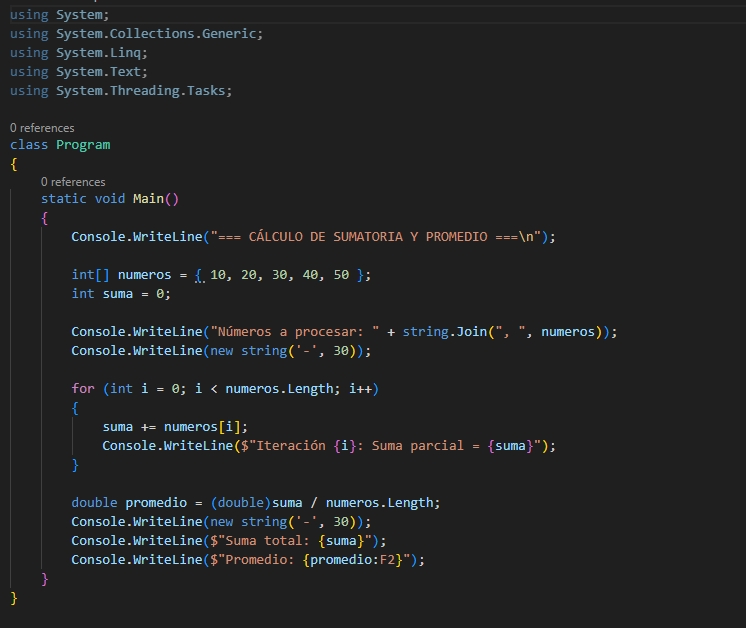 using System;
using System.Collections.Generic;
using System.Linq;
using System.Text;
using System.Threading.Tasks;
0 references
class Program
{
0 references
static void Main()
{
Console.WriteLine("=== CÁLCULO DE SUMATORIA Y PROMEDIO ===\n");
int[] numeros = { 10, 20, 30, 40, 50 };
int suma = 0;
Console.WriteLine("Números a procesar: " + string.Join(", ", numeros));
Console.WriteLine(new string('-', 30));
for (int i = 0; i < numeros.Length; i++)
{
suma += numeros[i];
Console.WriteLine($"Iteración {i}: Suma parcial = {suma}");
}
double promedio = (double)suma / numeros.Length;
Console.WriteLine(new string('-', 30));
Console.WriteLine($"Suma total: {suma}");
Console.WriteLine($"Promedio: {promedio:F2}");
}
}